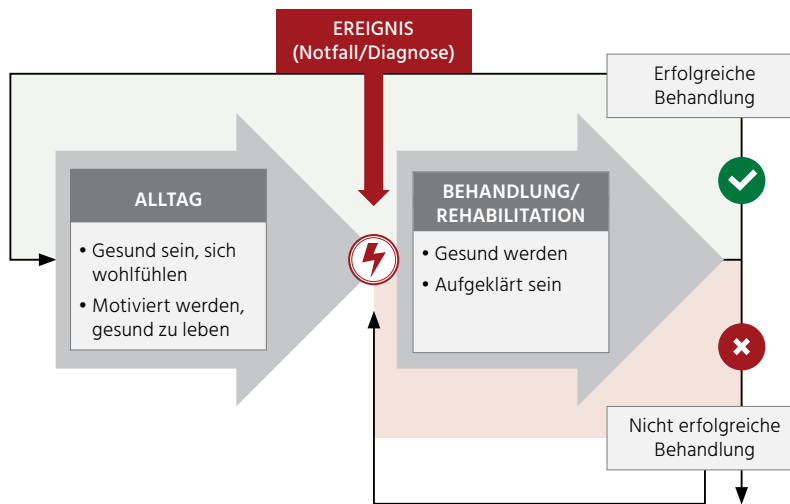 EREIGNIS
(Notfall/Diagnose)
Erfolgreiche
Behandlung
ALLTAG
• Gesund sein, sich
wohlfühlen
• Motiviert werden,
gesund zu leben
BEHANDLUNG/
REHABILITATION
• Gesund werden
• Aufgeklärt sein
Nicht erfolgreiche
Behandlung